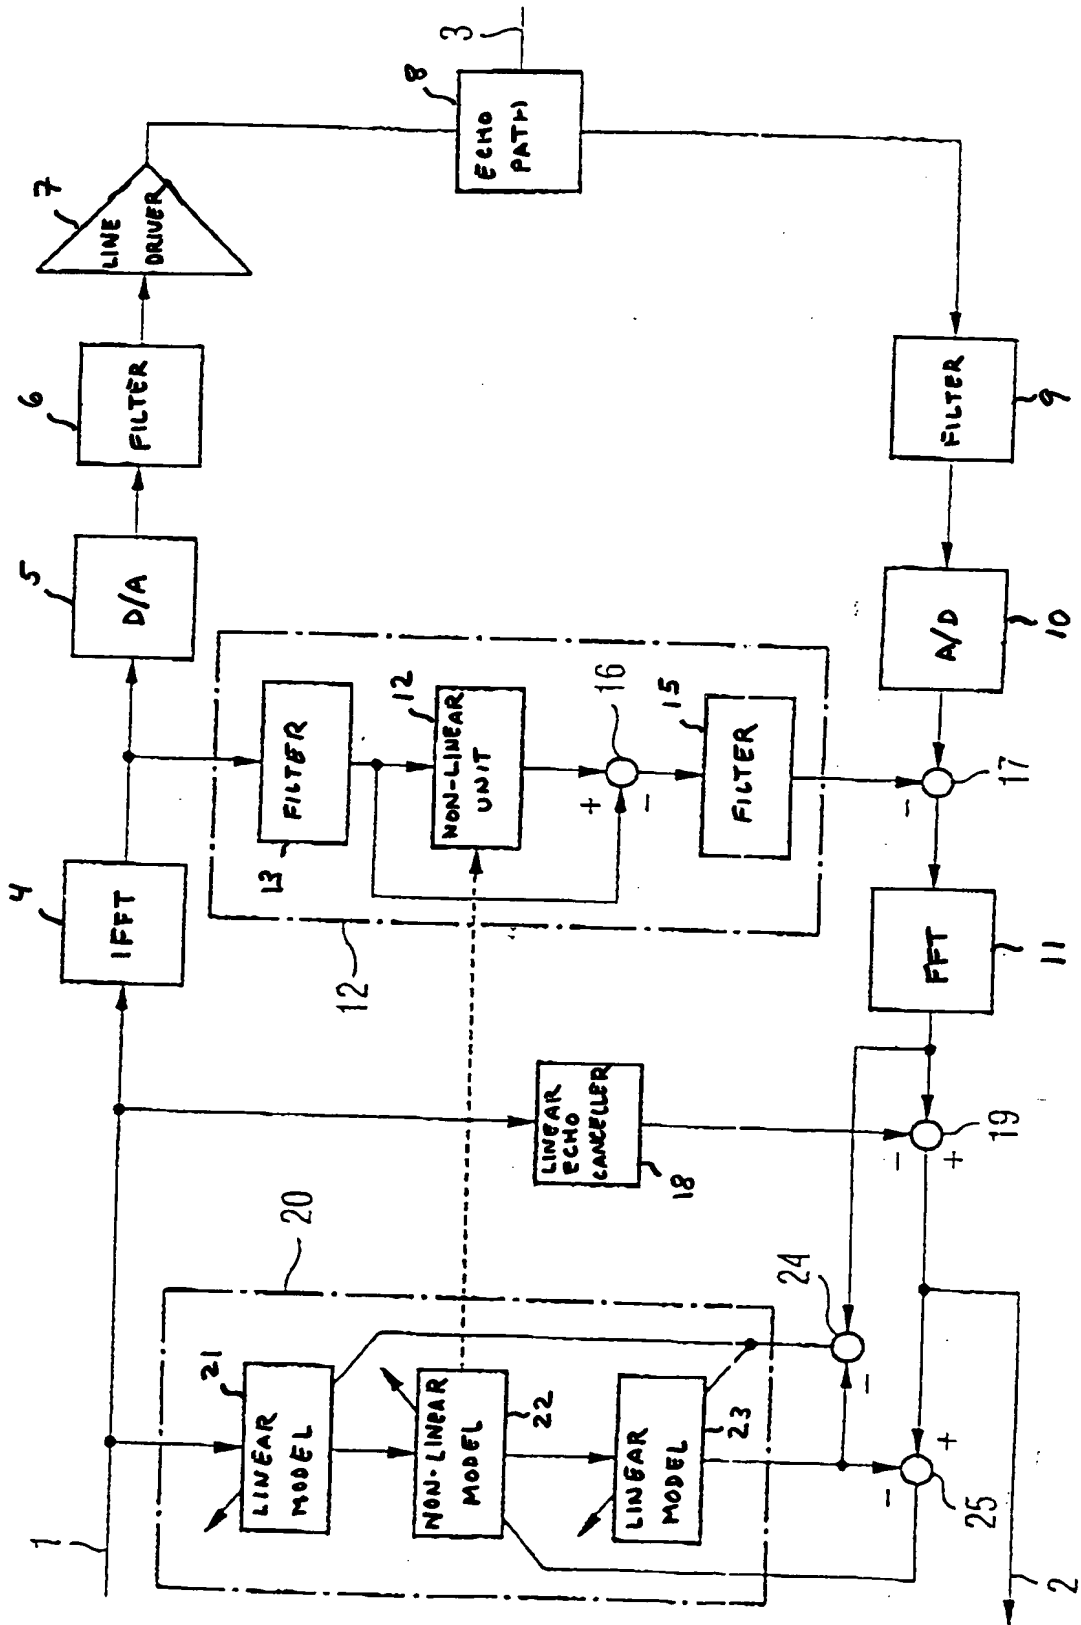 1
4
IFFT
5
D/A
6
FILTER
7
LINE
DRIVER
8
ECHO
PATH
3
20
21
LINEAR
MODEL
NON-LINEAR
MODEL
22
LINEAR
MODEL
23
24
−
+
−
25
2
LINEAR
ECHO
CANCELLER
18
−
+
19
12
13
FILTER
12
NON-LINEAR
UNIT
+
−
16
15
FILTER
−
17
FFT
11
A/D
10
FILTER
9